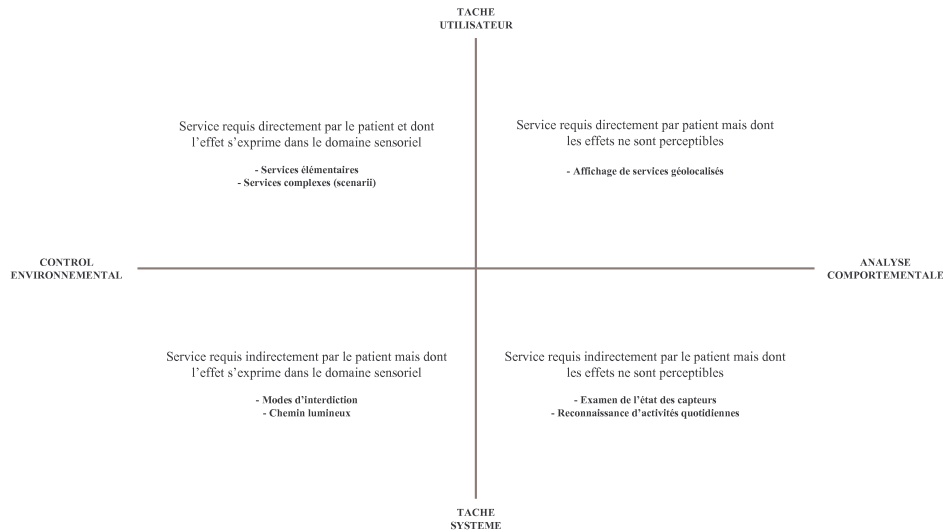 TACHE
UTILISATEUR
Service requis directement par le patient et dont
l'effet s'exprime dans le domaine sensoriel
- Services élémentaires
- Services complexes (scenarii)
Service requis directement par patient mais dont
les effets ne sont perceptibles
- Affichage de services géolocalisés
CONTROL
ENVIRONNEMENTAL
ANALYSE
COMPORTEMENTALE
Service requis indirectement par le patient mais dont
l'effet s'exprime dans le domaine sensoriel
- Modes d'interdiction
- Chemin lumineux
Service requis indirectement par le patient mais dont
les effets ne sont perceptibles
- Examen de l'état des capteurs
- Reconnaissance d'activités quotidiennes
TACHE
SYSTEME